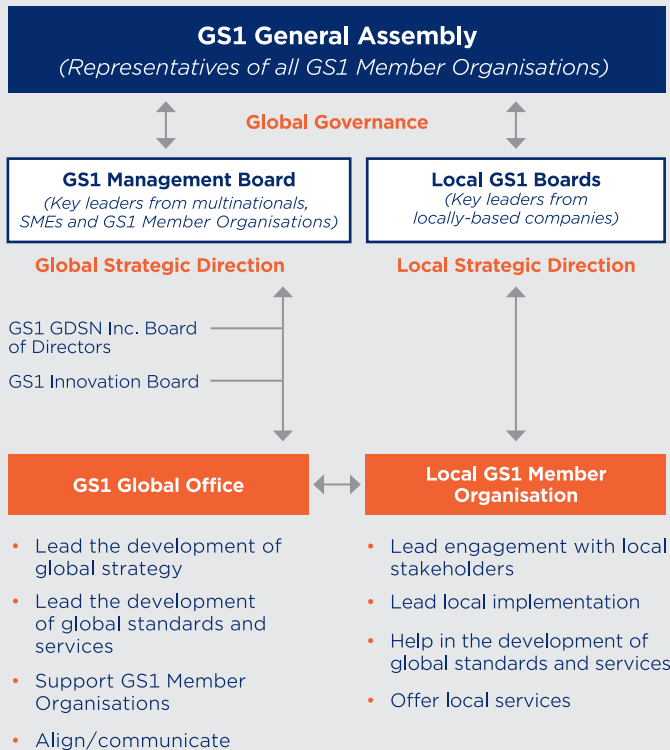 GS1 General Assembly
(Representatives of all GS1 Member Organisations)
Global Governance
GS1 Management Board
(Key leaders from multinationals,
SMEs and GS1 Member Organisations)
Global Strategic Direction
Local GS1 Boards
(Key leaders from
locally-based companies)
Local Strategic Direction
GS1 GDSN Inc. Board
of Directors
GS1 Innovation Board
GS1 Global Office
• Lead the development of
global strategy
• Lead the development
of global standards and
services
• Support GS1 Member
Organisations
• Align/communicate
Local GS1 Member
Organisation
• Lead engagement with local
stakeholders
• Lead local implementation
• Help in the development of
global standards and services
• Offer local services